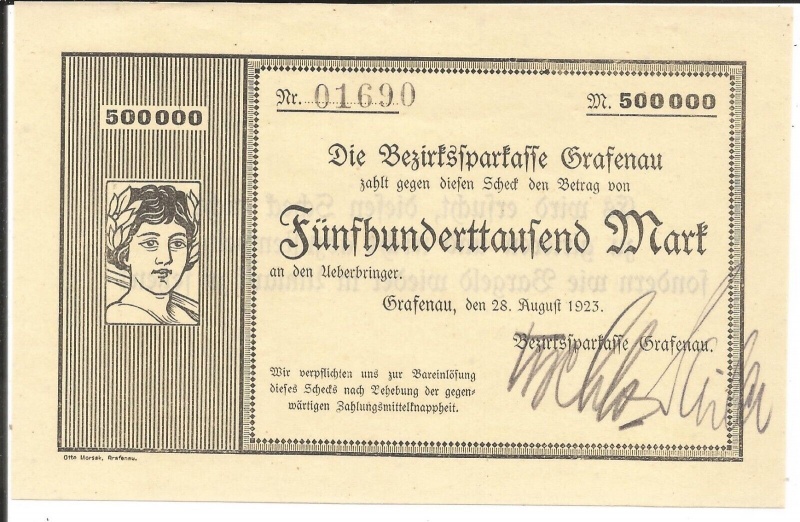 500000
Nr. 01690
M. 500000
Die Bezirkssparkasse Grafenau
zahlt gegen diesen Scheck den Betrag von
Fünfhunderttausend Mark
an den Ueberbringer.
Grafenau, den 28. August 1923.
Bezirkssparkasse Grafenau.
Wir verpflichten uns zur Bareinlösung
dieses Schecks nach Behebung der gegen-
wärtigen Zahlungsmittelknappheit.
Otto Morsak, Grafenau.